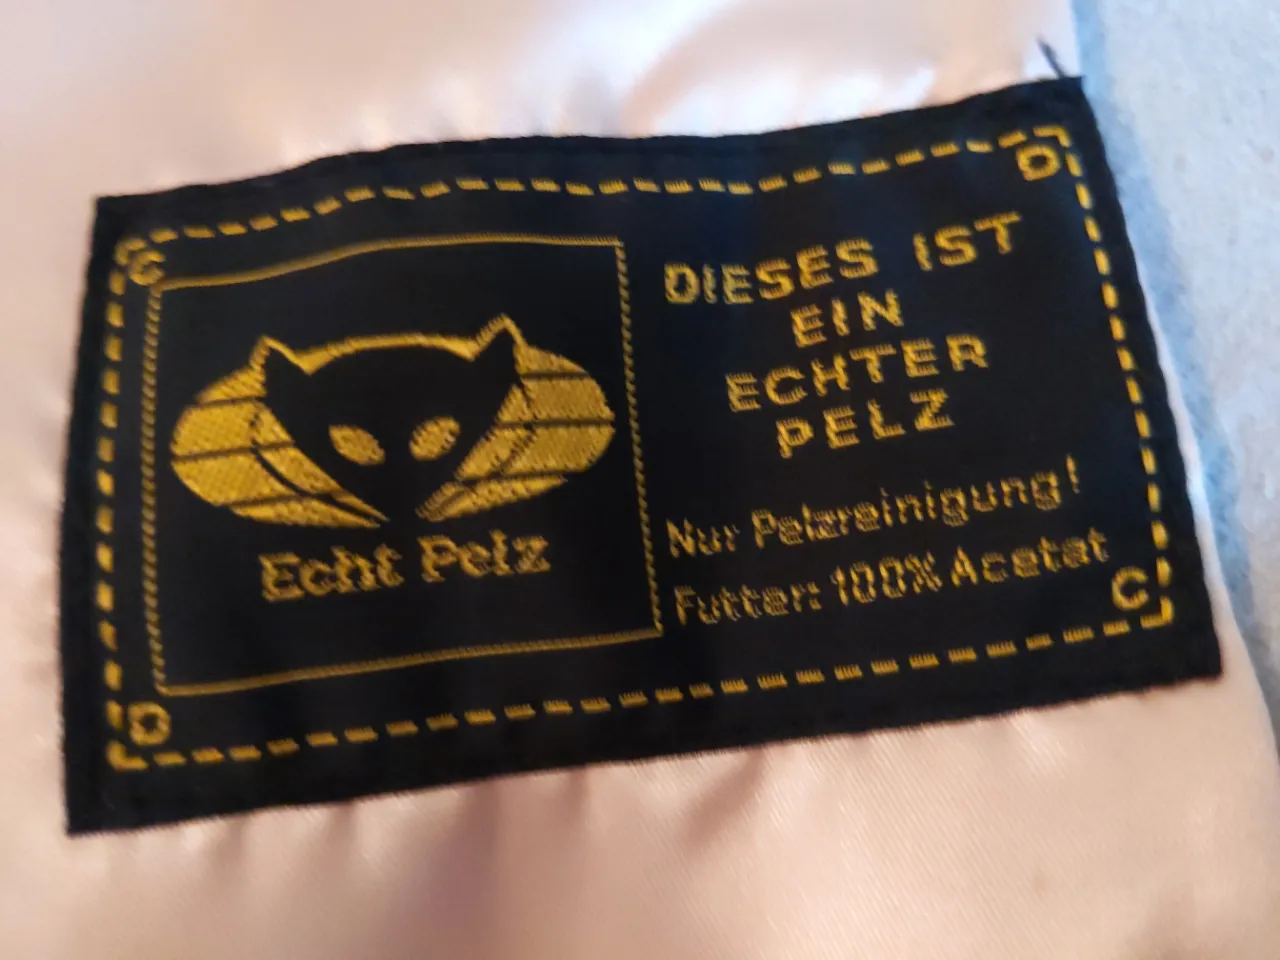 C
D
DIESES IST
EIN
ECHTER
PELZ
Echt Pelz
Nur Pelzreinigung!
Futter: 100% Acetat
D
C